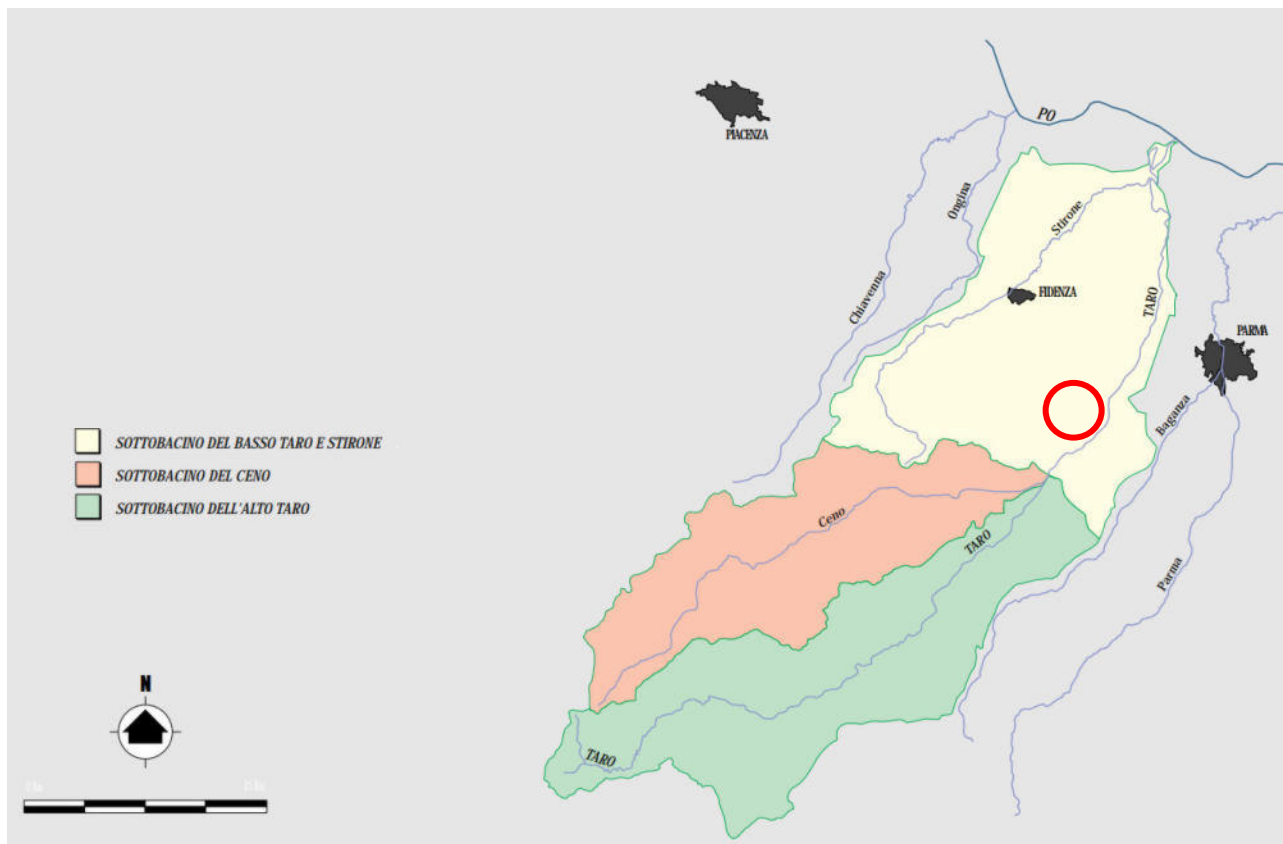 PO
PIACENZA
Ongina
Stirone
Chiavenna
FIDENZA
TARO
PARMA
Baganza
SOTTOBACINO DEL BASSO TARO E STIRONE
SOTTOBACINO DEL CENO
SOTTOBACINO DELL'ALTO TARO
Ceno
TARO
Parma
N
TARO